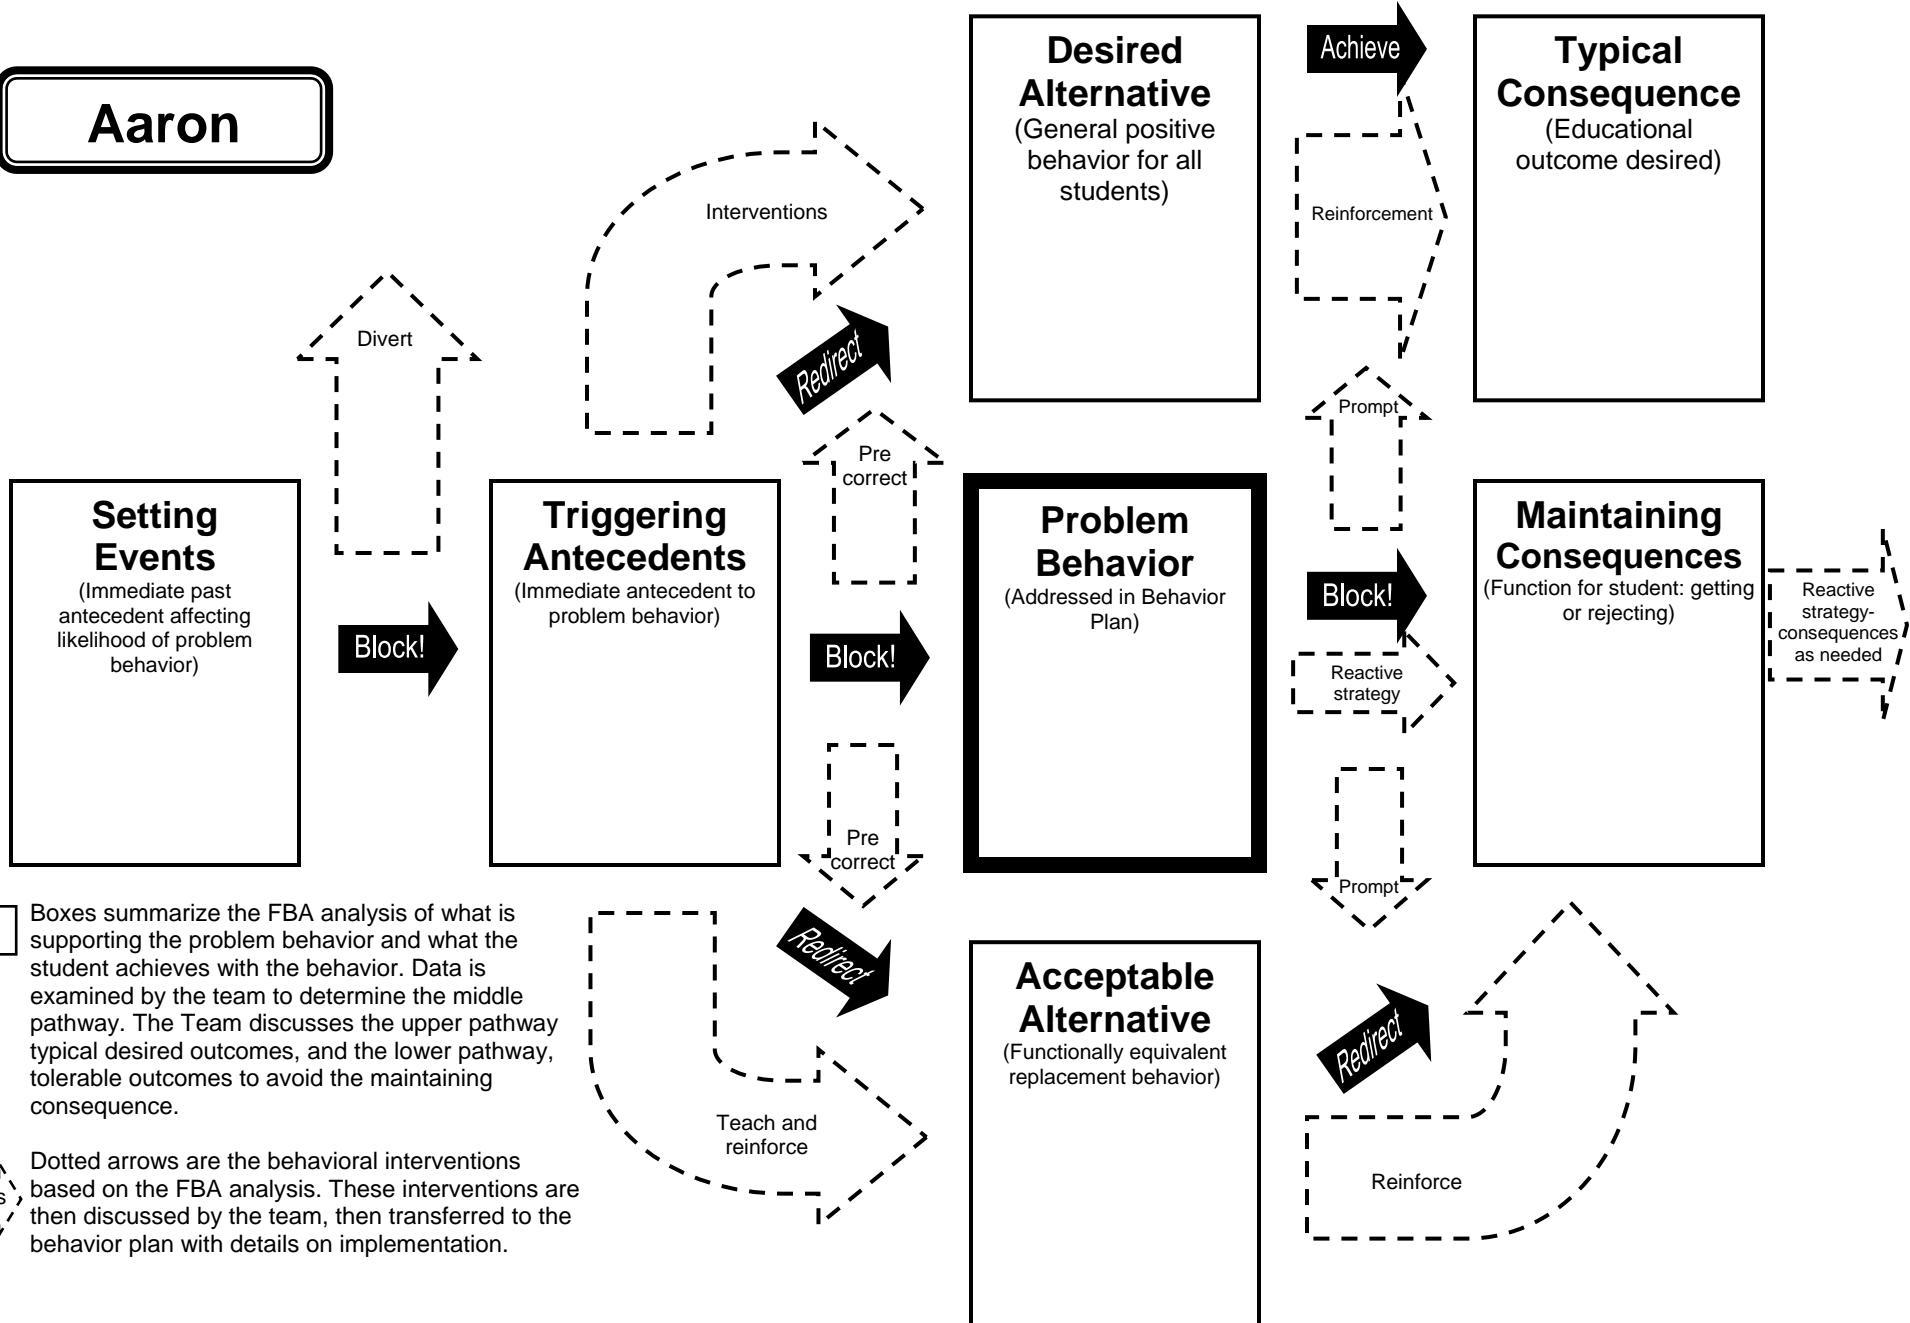 Aaron
Desired
Alternative
(General positive
behavior for all
students)
Achieve
Typical
Consequence
(Educational
outcome desired)
Interventions
Reinforcement
Divert
Redirect
Prompt
Pre
correct
Setting
Events
(Immediate past
antecedent affecting
likelihood of problem
behavior)
Block!
Triggering
Antecedents
(Immediate antecedent to
problem behavior)
Block!
Problem
Behavior
(Addressed in Behavior
Plan)
Block!
Reactive
strategy
Maintaining
Consequences
(Function for student: getting
or rejecting)
Reactive
strategy-
consequences
as needed
Pre
correct
Prompt
Redirect
Boxes summarize the FBA analysis of what is
supporting the problem behavior and what the
student achieves with the behavior. Data is
examined by the team to determine the middle
pathway. The Team discusses the upper pathway
typical desired outcomes, and the lower pathway,
tolerable outcomes to avoid the maintaining
consequence.
Teach and
reinforce
Acceptable
Alternative
(Functionally equivalent
replacement behavior)
Redirect
Reinforce
s
Dotted arrows are the behavioral interventions
based on the FBA analysis. These interventions are
then discussed by the team, then transferred to the
behavior plan with details on implementation.